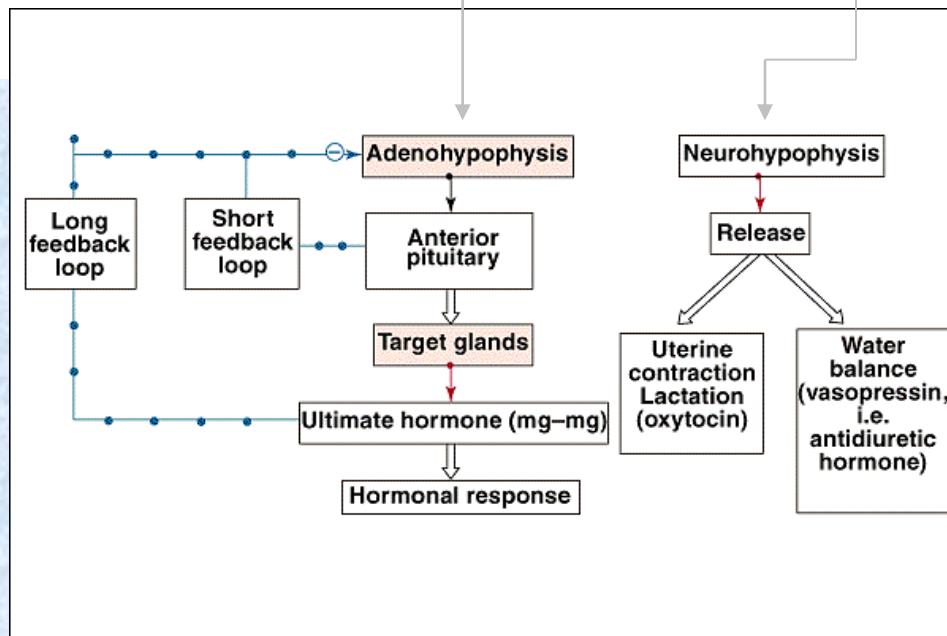 Adenohypophysis
Neurohypophysis
Long
feedback
loop
Short
feedback
loop
Anterior
pituitary
Release
Target glands
Uterine
contraction
Lactation
(oxytocin)
Water
balance
(vasopressin,
i.e.
antidiuretic
hormone)
Ultimate hormone (mg–mg)
Hormonal response